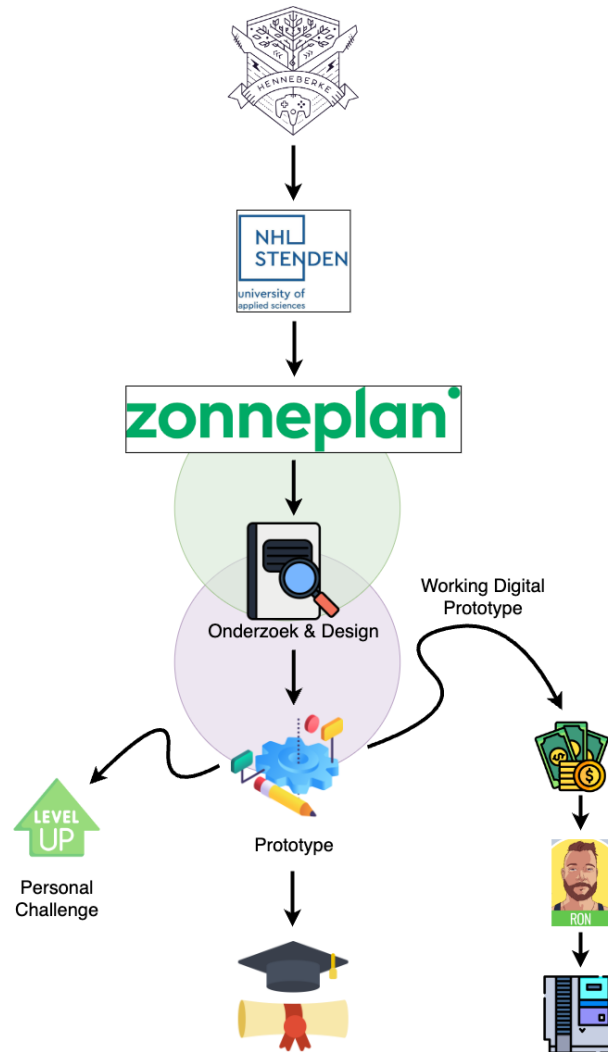 HENNEBERKE
NHL
STENDEN
university of
applied sciences
zonneplan
Onderzoek & Design
Working Digital
Prototype
LEVEL
UP
Personal
Challenge
Prototype
RON